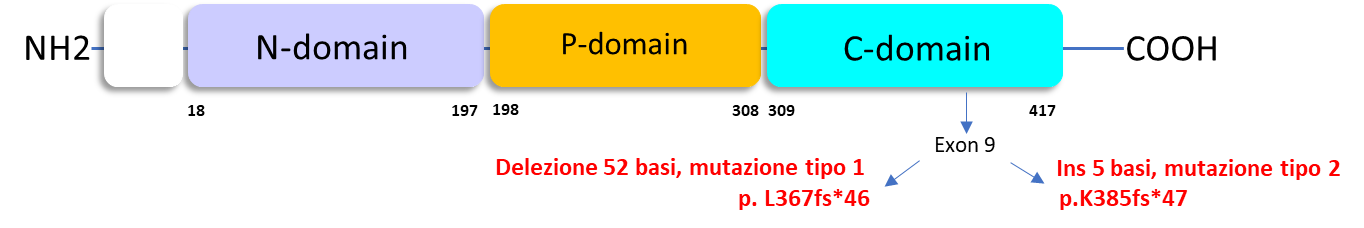 NH2 N-domain P-domain C-domain COOH
18 197 198 308 309 417
Exon 9
Delezione 52 basi, mutazione tipo 1
p. L367fs*46
Ins 5 basi, mutazione tipo 2
p.K385fs*47